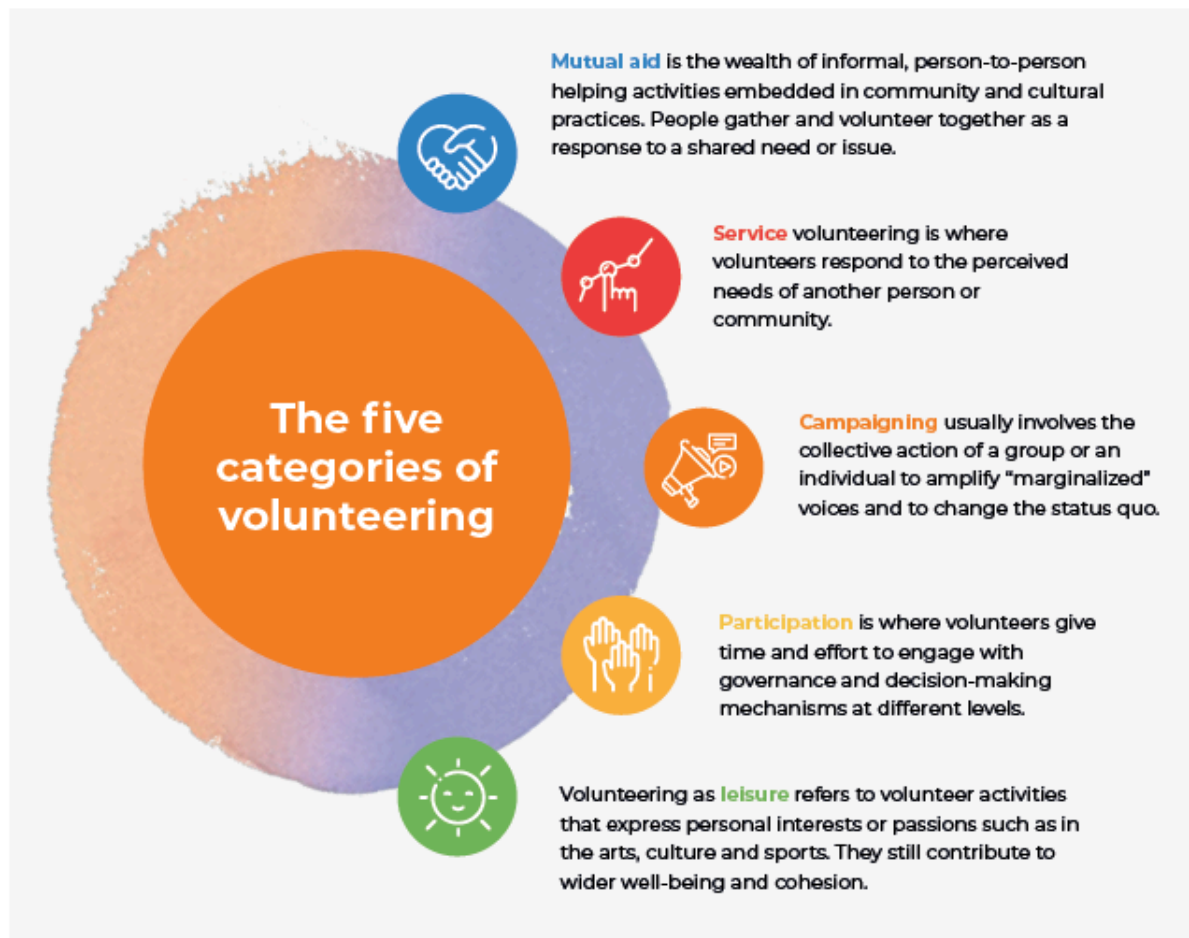 Mutual aid is the wealth of informal, person-to-person
helping activities embedded in community and cultural
practices. People gather and volunteer together as a
response to a shared need or issue.
Service volunteering is where
volunteers respond to the perceived
needs of another person or
community.
The five
categories of
volunteering
Campaigning usually involves the
collective action of a group or an
individual to amplify “marginalized”
voices and to change the status quo.
Participation is where volunteers give
time and effort to engage with
governance and decision-making
mechanisms at different levels.
Volunteering as leisure refers to volunteer activities
that express personal interests or passions such as in
the arts, culture and sports. They still contribute to
wider well-being and cohesion.